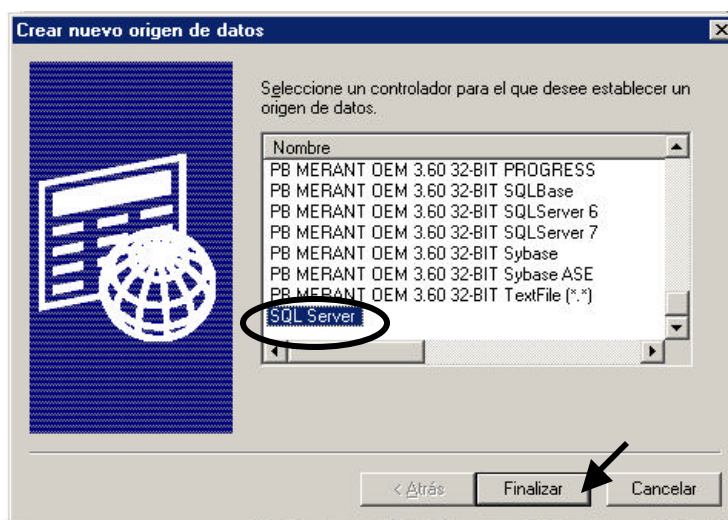 Crear nuevo origen de datos
Seleccione un controlador para el que desee establecer un
origen de datos.
Nombre
PB MERANT OEM 3.60 32-BIT PROGRESS
PB MERANT OEM 3.60 32-BIT SQLBase
PB MERANT OEM 3.60 32-BIT SQLServer 6
PB MERANT OEM 3.60 32-BIT SQLServer 7
PB MERANT OEM 3.60 32-BIT Sybase
PB MERANT OEM 3.60 32-BIT Sybase ASE
PB MERANT OEM 3.60 32-BIT TextFile (*.*)
SQL Server
< Atrás
Finalizar
Cancelar